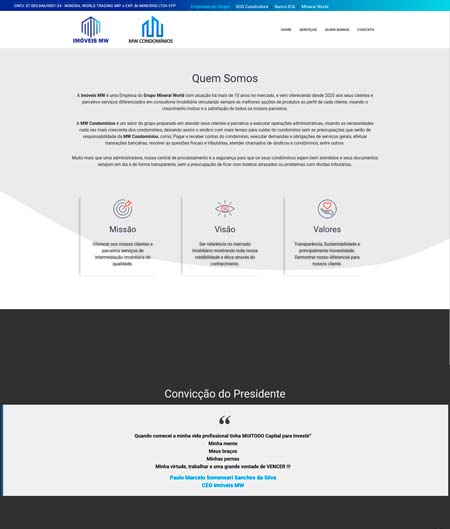 CNPJ: 07.003.846/0001-24 - MINERAL WORLD TRADING IMP e EXP. de MINERIOS LTDA EPP Empresas do Grupo: SOS Construtora Banco ICA Mineral World
IMÓVEIS MW MW CONDOMÍNIOS HOME SERVIÇOS QUEM SOMOS CONTATO
Quem Somos
A Imóveis MW é uma Empresa do Grupo Mineral World com atuação há mais de 10 anos no mercado, e vem oferecendo desde 2020 aos seus clientes e
parceiros serviços diferenciados em consultoria Imobiliária vinculando sempre as melhores opções de produtos ao perfil de cada cliente, visando o
crescimento mútuo e a satisfação de todos os nossos parceiros.
A MW Condomínios é um setor do grupo preparado em atender seus clientes e parceiros a executar operações administrativas, visando as necessidades
cada vez mais crescente dos condomínios, deixando assim o síndico com mais tempo para cuidar do condomínio sem as preocupações que serão de
responsabilidade da MW Condomínios, como; Pagar e receber contas do condomínio, executar demandas e obrigações de serviços gerais, efetuar
transações bancárias, resolver as questões fiscais e tributárias, atender chamados de síndicos e condôminos, entre outros.
Muito mais que uma administradora, nossa central de processamento é a segurança para que os seus condôminos sejam bem atendidos e seus documentos
estejam em dia e de forma transparente, sem a preocupação de ficar com boletos atrasados ou problemas com dívidas tributárias.
Missão
Oferecer aos nossos clientes e
parceiros serviços de
intermediação Imobiliária de
qualidade.
Visão
Ser referência no mercado
imobiliário mostrando toda nossa
credibilidade e ética através do
conhecimento.
Valores
Transparência, Sustentabilidade e
principalmente Honestidade.
Demonstrar nosso diferencial para
nossos cliente.
Convicção do Presidente
Quando comecei a minha vida profissional tinha MUITOOO Capital para investir"
Minha mente
Meus braços
Minhas pernas
Minha virtude, trabalhar e uma grande vontade de VENCER !!!
Paulo Marcelo Somensari Sanches da Silva
CEO Imóveis MW